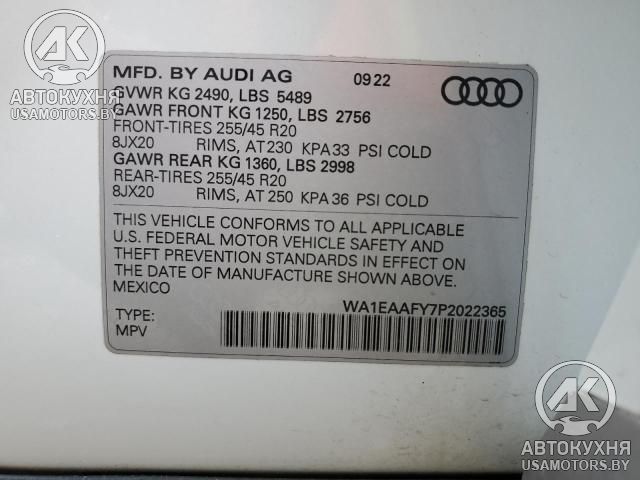 MFD. BY AUDI AG 09 22
GVWR KG 2490, LBS 5489
GAWR FRONT KG 1250, LBS 2756
FRONT-TIRES 255/45 R20
8JX20 RIMS, AT 230 KPA 33 PSI COLD
GAWR REAR KG 1360, LBS 2998
REAR-TIRES 255/45 R20
8JX20 RIMS, AT 250 KPA 36 PSI COLD
THIS VEHICLE CONFORMS TO ALL APPLICABLE
U.S. FEDERAL MOTOR VEHICLE SAFETY AND
THEFT PREVENTION STANDARDS IN EFFECT ON
THE DATE OF MANUFACTURE SHOWN ABOVE.
MEXICO
WA1EAAFY7P2022365
TYPE:
MPV
АК
АВТОКУХНЯ
USAMOTORS.BY
АК
АВТОКУХНЯ
USAMOTORS.BY